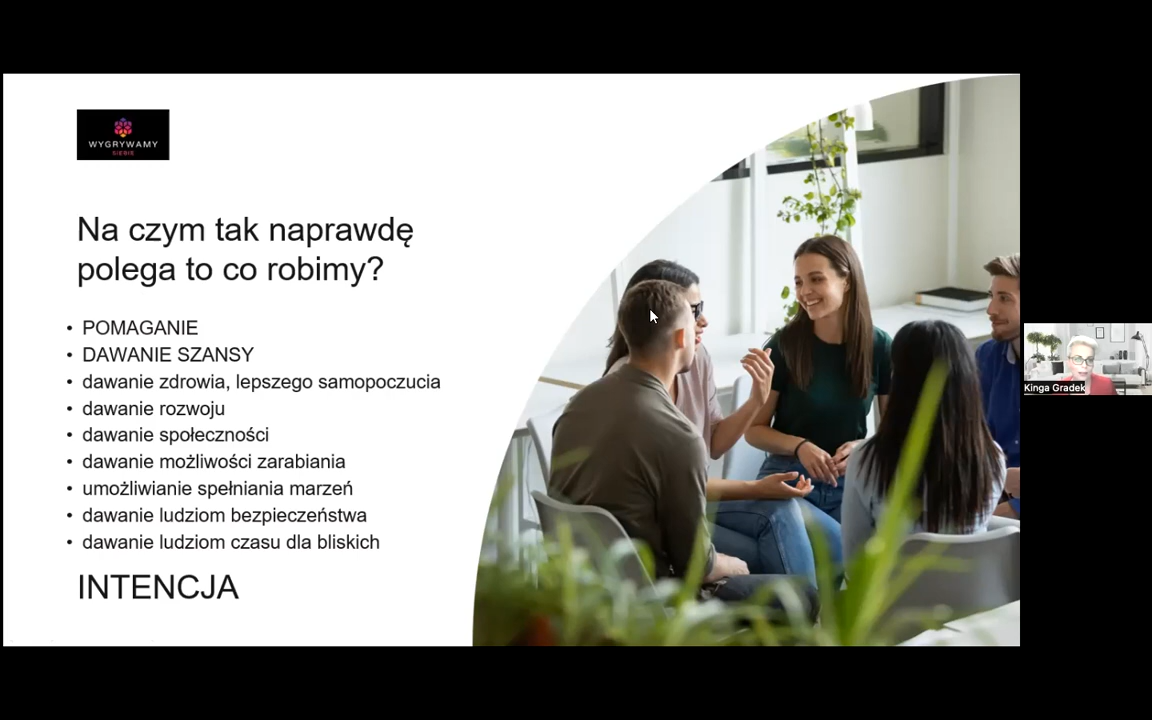 WYGRYWAMY
SIEBIE
Na czym tak naprawdę
polega to co robimy?
• POMAGANIE
• DAWANIE SZANSY
• dawanie zdrowia, lepszego samopoczucia
• dawanie rozwoju
• dawanie społeczności
• dawanie możliwości zarabiania
• umożliwianie spełniania marzeń
• dawanie ludziom bezpieczeństwa
• dawanie ludziom czasu dla bliskich
INTENCJA
Kinga Gradek